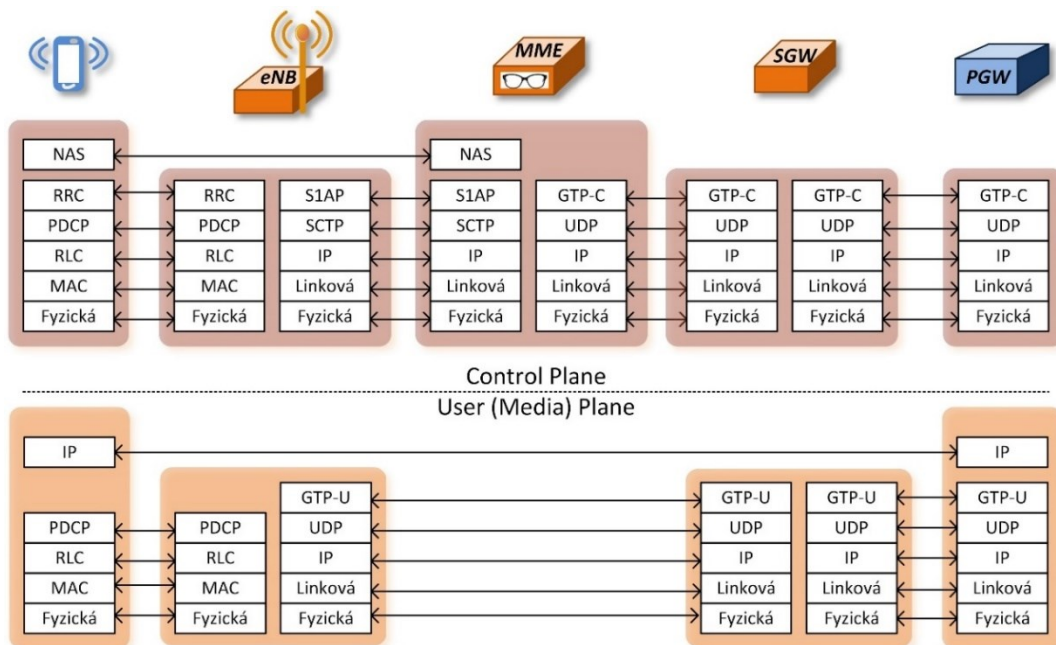 eNB MME SGW PGW
NAS NAS
RRC RRC S1AP S1AP GTP-C GTP-C GTP-C GTP-C
PDCP PDCP SCTP SCTP UDP UDP UDP UDP
RLC RLC IP IP IP IP IP IP
MAC MAC Linková Linková Linková Linková Linková Linková
Fyzická Fyzická Fyzická Fyzická Fyzická Fyzická Fyzická Fyzická
Control Plane
User (Media) Plane
IP IP
GTP-U GTP-U GTP-U GTP-U
PDCP PDCP UDP UDP UDP UDP
RLC RLC IP IP IP IP
MAC MAC Linková Linková Linková Linková
Fyzická Fyzická Fyzická Fyzická Fyzická Fyzická